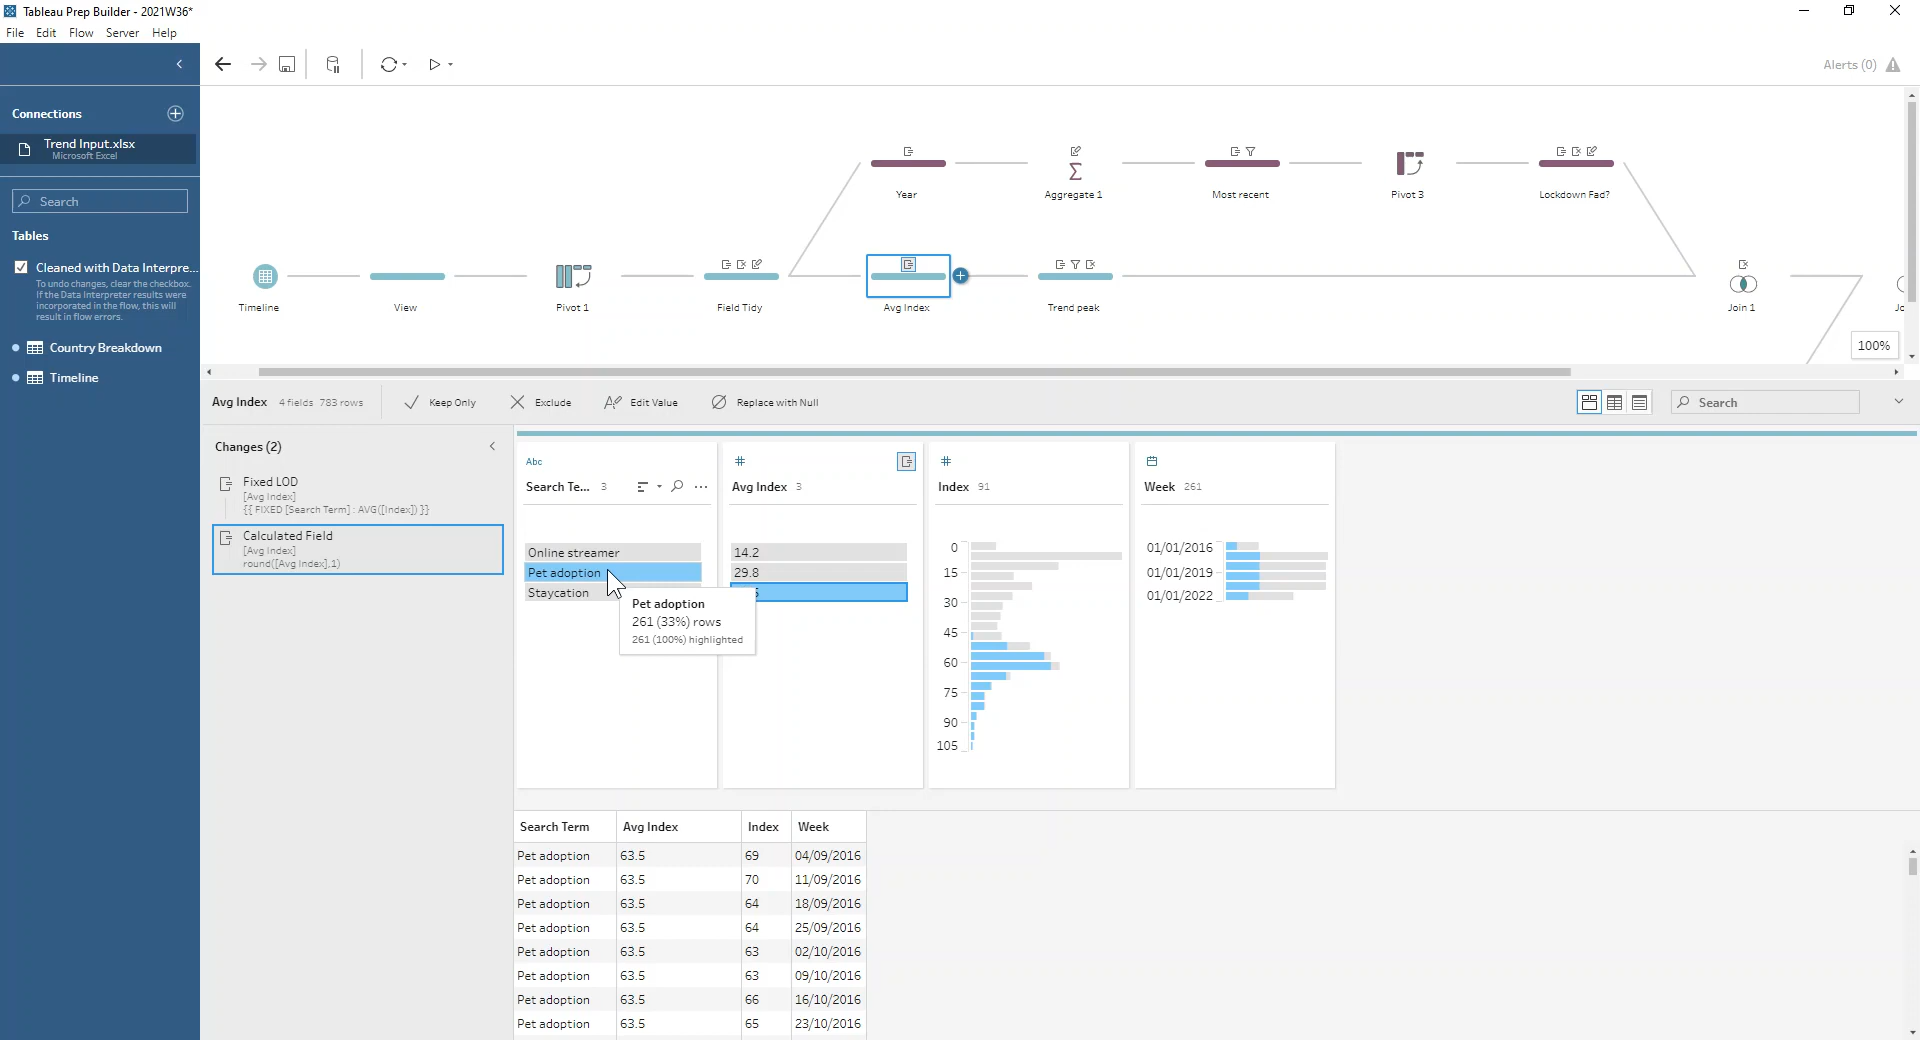 Tableau Prep Builder - 2021W36*
File Edit Flow Server Help
Alerts (0)
Connections
Trend Input.xlsx
Microsoft Excel
Search
Tables
Cleaned with Data Interpre...
To undo changes, clear the checkbox.
If the Data Interpreter results were
incorporated in the flow, this will
result in flow errors.
Country Breakdown
Timeline
Year
Aggregate 1
Most recent
Pivot 3
Lockdown Fad?
Timeline
View
Pivot 1
Field Tidy
Avg Index
Trend peak
Join 1
Jo
100%
Avg Index 4 fields 783 rows
Keep Only
Exclude
Edit Value
Replace with Null
Search
Changes (2)
Fixed LOD
[Avg Index]
{{ FIXED [Search Term] : AVG([Index]) }}
Calculated Field
[Avg Index]
round([Avg Index],1)
Abc
Search Te... 3
Online streamer
Pet adoption
Staycation
Pet adoption
261 (33%) rows
261 (100%) highlighted
#
Avg Index 3
14.2
29.8
5
#
Index 91
0
15
30
45
60
75
90
105
Week 261
01/01/2016
01/01/2019
01/01/2022
Search Term Avg Index Index Week
Pet adoption 63.5 69 04/09/2016
Pet adoption 63.5 70 11/09/2016
Pet adoption 63.5 64 18/09/2016
Pet adoption 63.5 64 25/09/2016
Pet adoption 63.5 63 02/10/2016
Pet adoption 63.5 63 09/10/2016
Pet adoption 63.5 66 16/10/2016
Pet adoption 63.5 65 23/10/2016